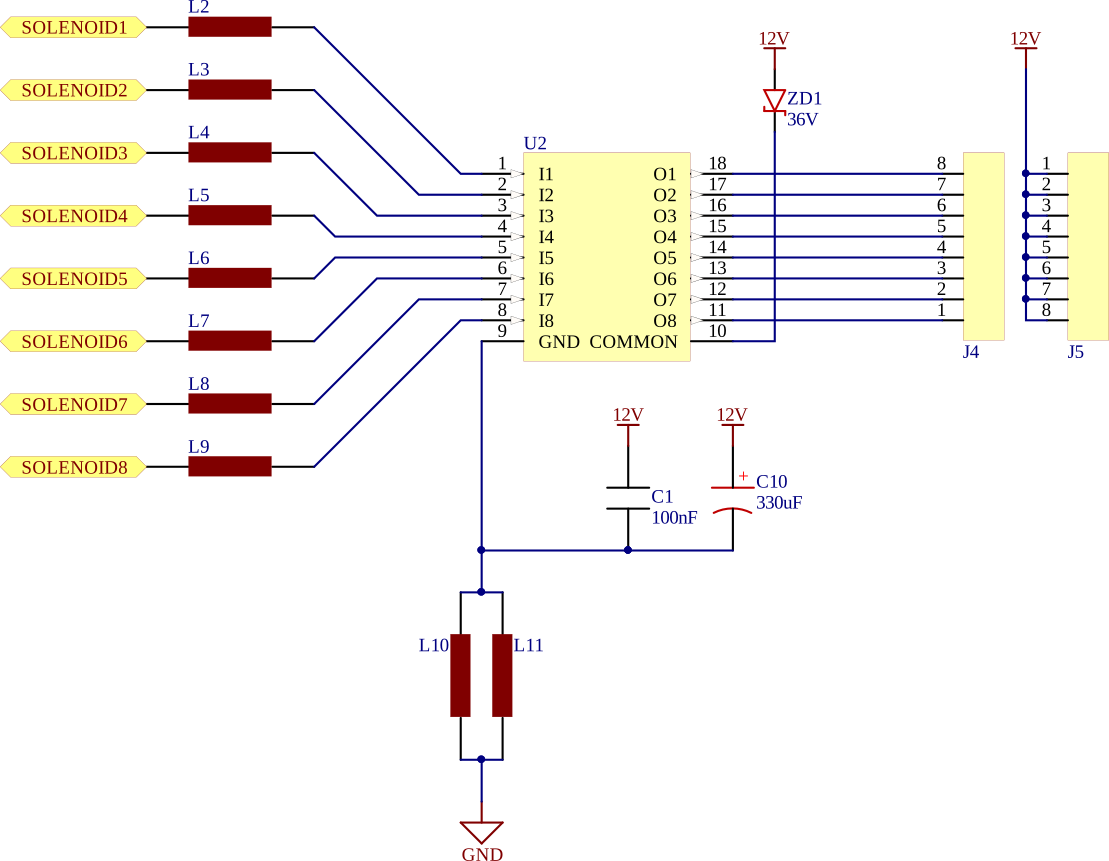 L2
SOLENOID1
L3
SOLENOID2
L4
SOLENOID3
L5
SOLENOID4
L6
SOLENOID5
L7
SOLENOID6
L8
SOLENOID7
L9
SOLENOID8
U2
1 I1 O1 18
2 I2 O2 17
3 I3 O3 16
4 I4 O4 15
5 I5 O5 14
6 I6 O6 13
7 I7 O7 12
8 I8 O8 11
9 GND COMMON 10
12V
ZD1
36V
8
7
6
5
4
3
2
1
J4
12V
1
2
3
4
5
6
7
8
J5
12V
C1
100nF
12V
+
C10
330uF
L10
L11
GND